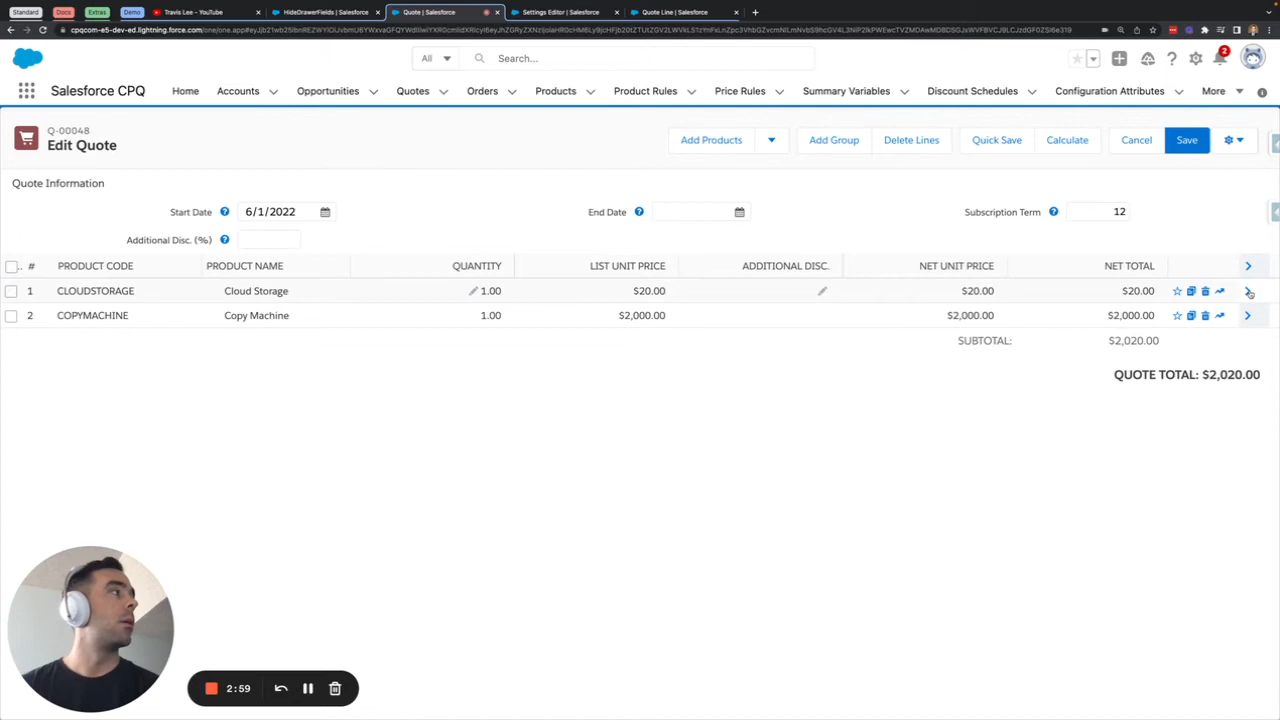 Standard Docs Extras Demo Travis Lee – YouTube HideDrawerFields | Salesforce Quote | Salesforce Settings Editor | Salesforce Quote Line | Salesforce
All Search... 2
Salesforce CPQ Home Accounts Opportunities Quotes Orders Products Product Rules Price Rules Summary Variables Discount Schedules Configuration Attributes More
Q-00048
Edit Quote
Add Products Add Group Delete Lines Quick Save Calculate Cancel Save
Quote Information
Start Date 6/1/2022 End Date Subscription Term 12
Additional Disc. (%)
# PRODUCT CODE PRODUCT NAME QUANTITY LIST UNIT PRICE ADDITIONAL DISC. NET UNIT PRICE NET TOTAL
1 CLOUDSTORAGE Cloud Storage 1.00 $20.00 $20.00 $20.00
2 COPYMACHINE Copy Machine 1.00 $2,000.00 $2,000.00 $2,000.00
SUBTOTAL: $2,020.00
QUOTE TOTAL: $2,020.00
2:59